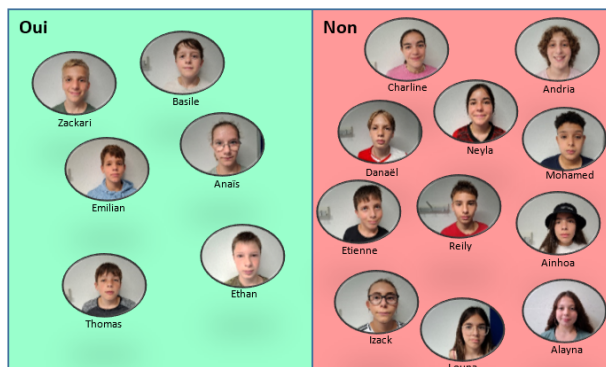 Oui
Zackari
Basile
Emilian
Anaïs
Thomas
Ethan
Non
Charline
Andria
Danaël
Neyla
Mohamed
Etienne
Reily
Ainhoa
Izack
Alayna